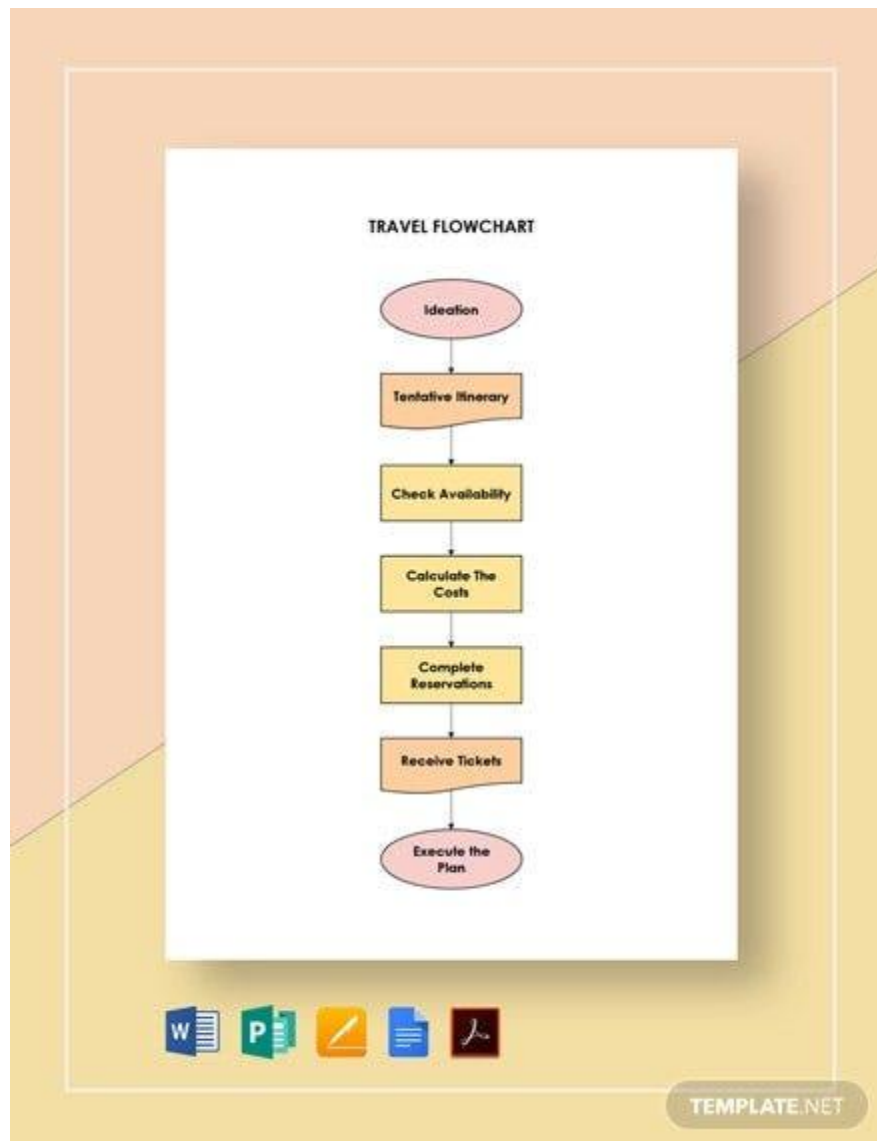 TRAVEL FLOWCHART
Ideation
Tentative Itinerary
Check Availability
Calculate The
Costs
Complete
Reservations
Receive Tickets
Execute the
Plan
W
P
TEMPLATE.NET